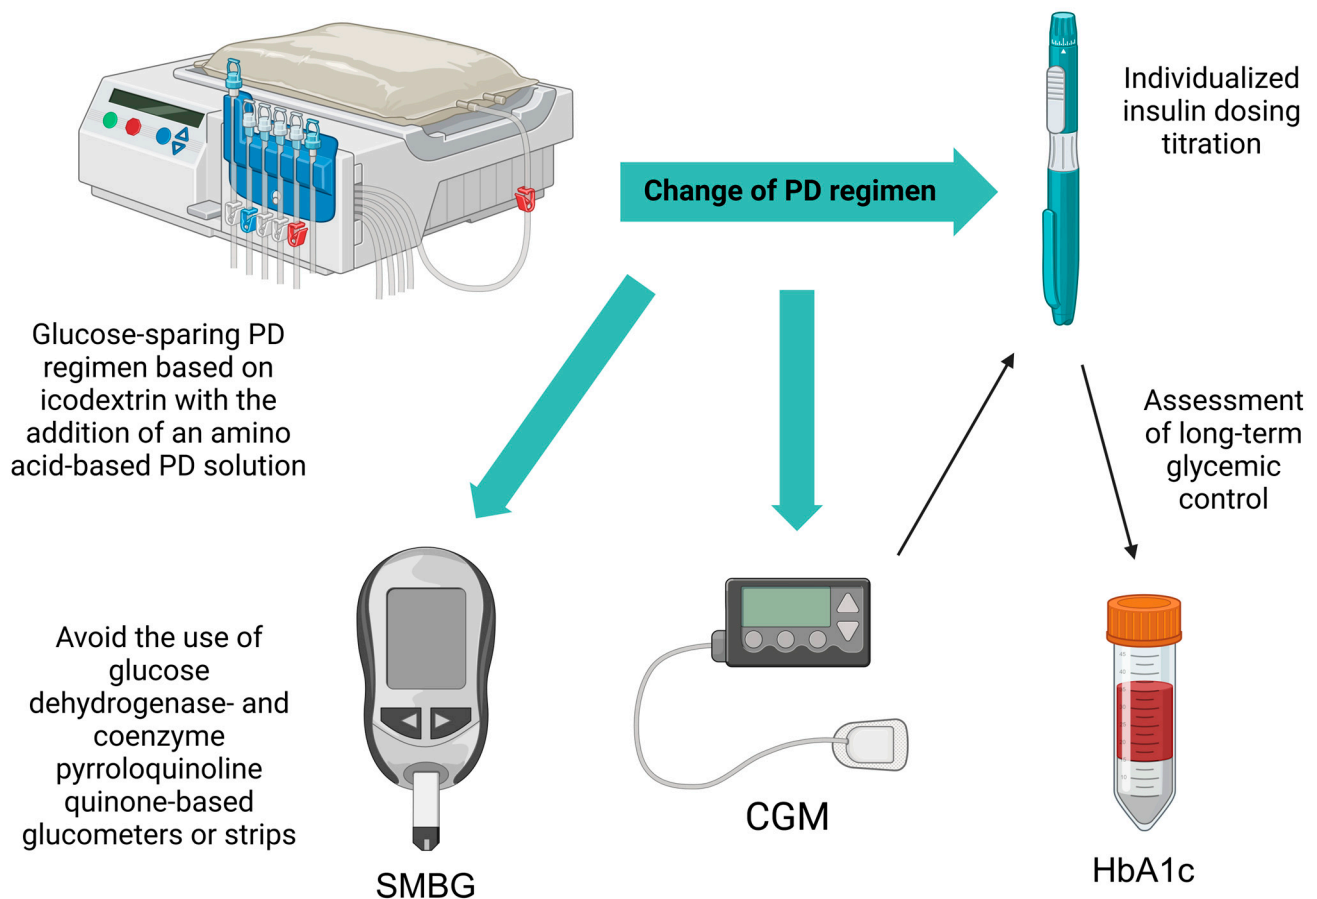 Individualized
insulin dosing
titration
Change of PD regimen
Glucose-sparing PD
regimen based on
icodextrin with the
addition of an amino
acid-based PD solution
Assessment
of long-term
glycemic
control
Avoid the use of
glucose
dehydrogenase- and
coenzyme
pyrroloquinoline
quinone-based
glucometers or strips
SMBG
CGM
HbA1c